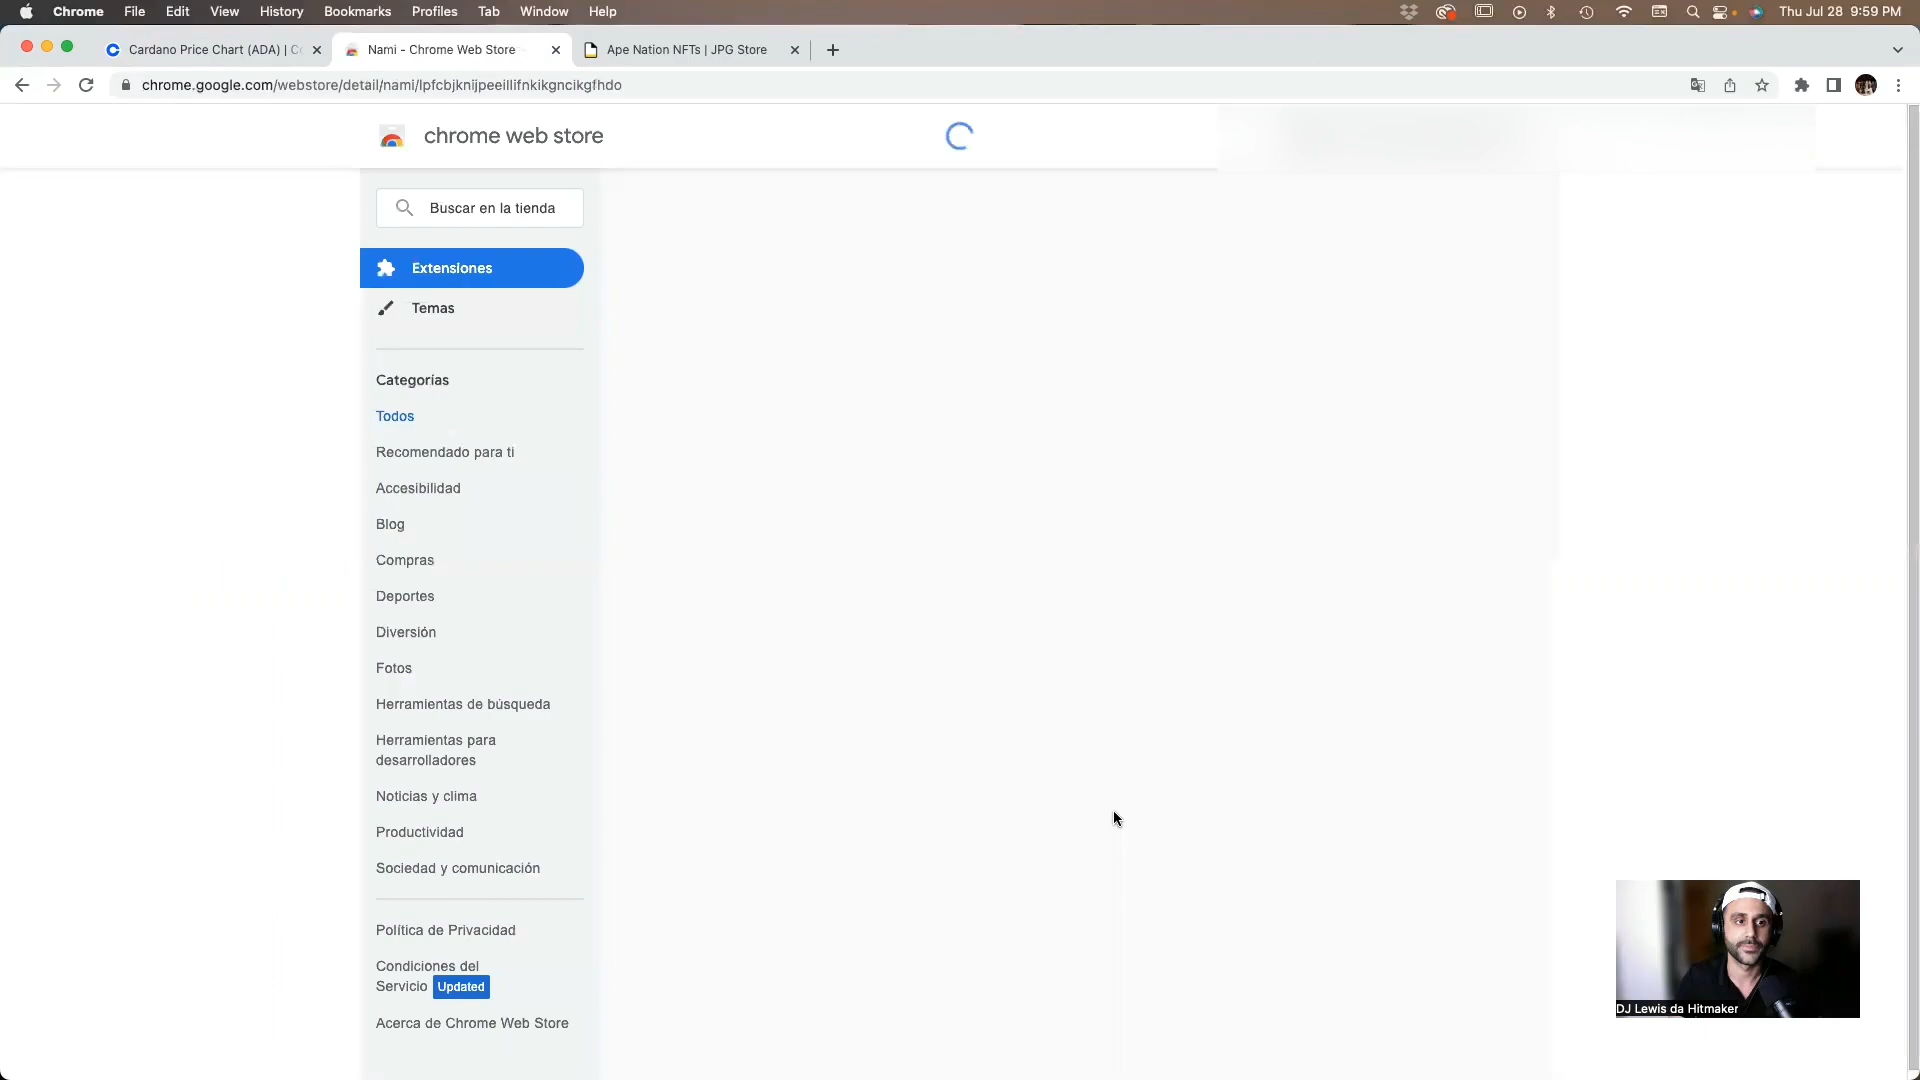 Chrome File Edit View History Bookmarks Profiles Tab Window Help Thu Jul 28 9:59 PM
Cardano Price Chart (ADA) | Nami - Chrome Web Store Ape Nation NFTs | JPG Store
chrome.google.com/webstore/detail/nami/lpfcbjknijpeeillifnkikgncikgfhdo
chrome web store
Buscar en la tienda
Extensiones
Temas
Categorías
Todos
Recomendado para ti
Accesibilidad
Blog
Compras
Deportes
Diversión
Fotos
Herramientas de búsqueda
Herramientas para
desarrolladores
Noticias y clima
Productividad
Sociedad y comunicación
Política de Privacidad
Condiciones del
Servicio Updated
Acerca de Chrome Web Store
DJ Lewis da Hitmaker